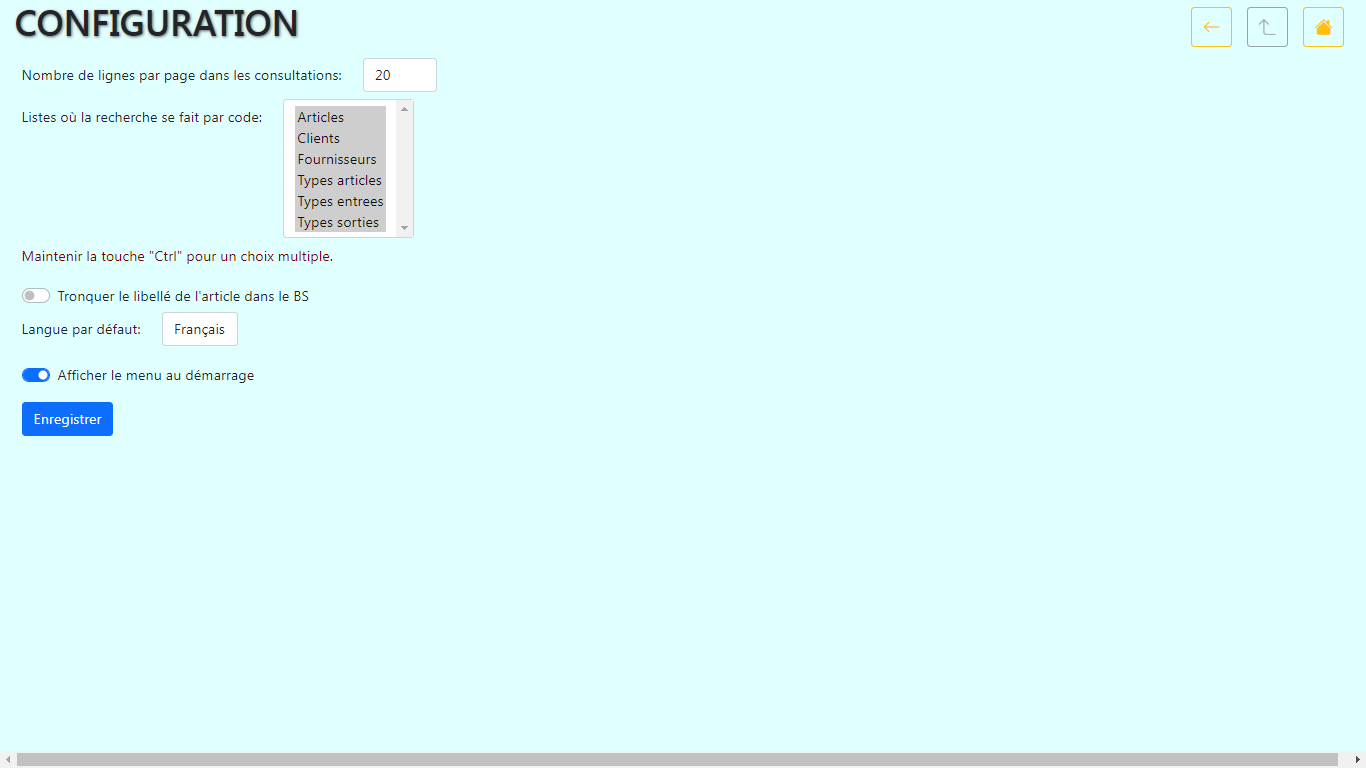 CONFIGURATION
Nombre de lignes par page dans les consultations: 20
Listes où la recherche se fait par code: Articles
Clients
Fournisseurs
Types articles
Types entrees
Types sorties
Maintenir la touche "Ctrl" pour un choix multiple.
Tronquer le libellé de l'article dans le BS
Langue par défaut: Français
Afficher le menu au démarrage
Enregistrer